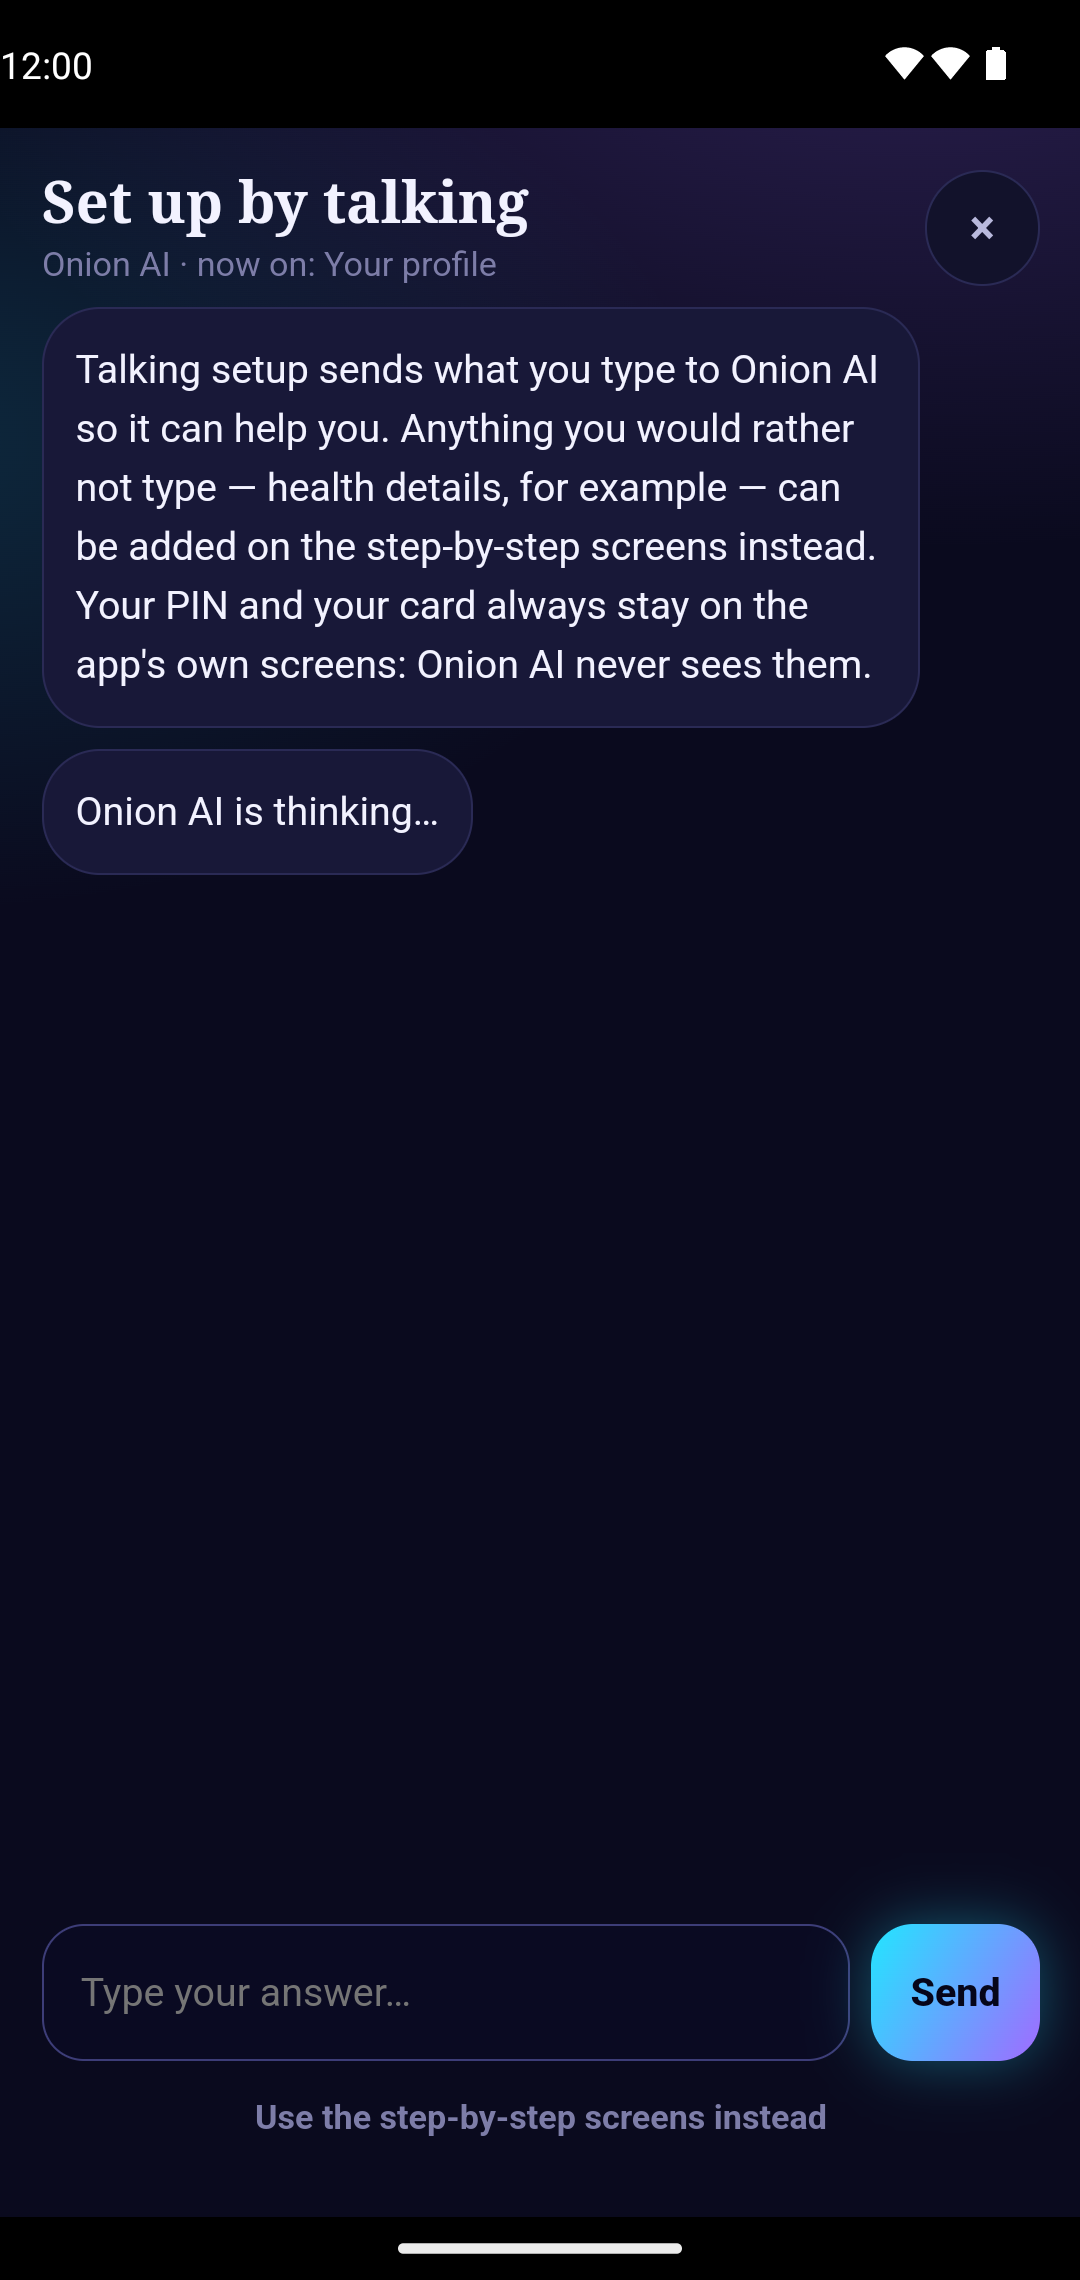 12:00
Set up by talking
Onion AI · now on: Your profile
Talking setup sends what you type to Onion AI
so it can help you. Anything you would rather
not type — health details, for example — can
be added on the step-by-step screens instead.
Your PIN and your card always stay on the
app's own screens: Onion AI never sees them.
Onion AI is thinking…
Type your answer…
Send
Use the step-by-step screens instead